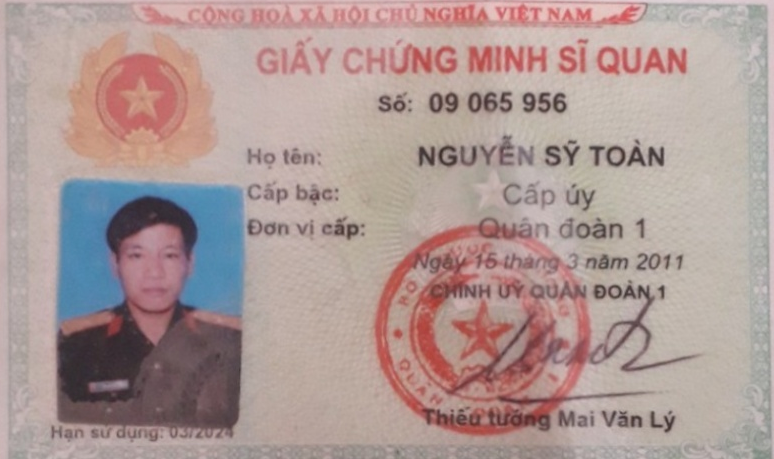 CỘNG HOÀ XÃ HỘI CHỦ NGHĨA VIỆT NAM
GIẤY CHỨNG MINH SĨ QUAN
Số: 09 065 956
Họ tên: NGUYỄN SỸ TOÀN
Cấp bậc: Cấp úy
Đơn vị cấp: Quân đoàn 1
Ngày 15 tháng 3 năm 2011
CHÍNH UỶ QUÂN ĐOÀN 1
Thiếu tướng Mai Văn Lý
Hạn sử dụng: 03/2024